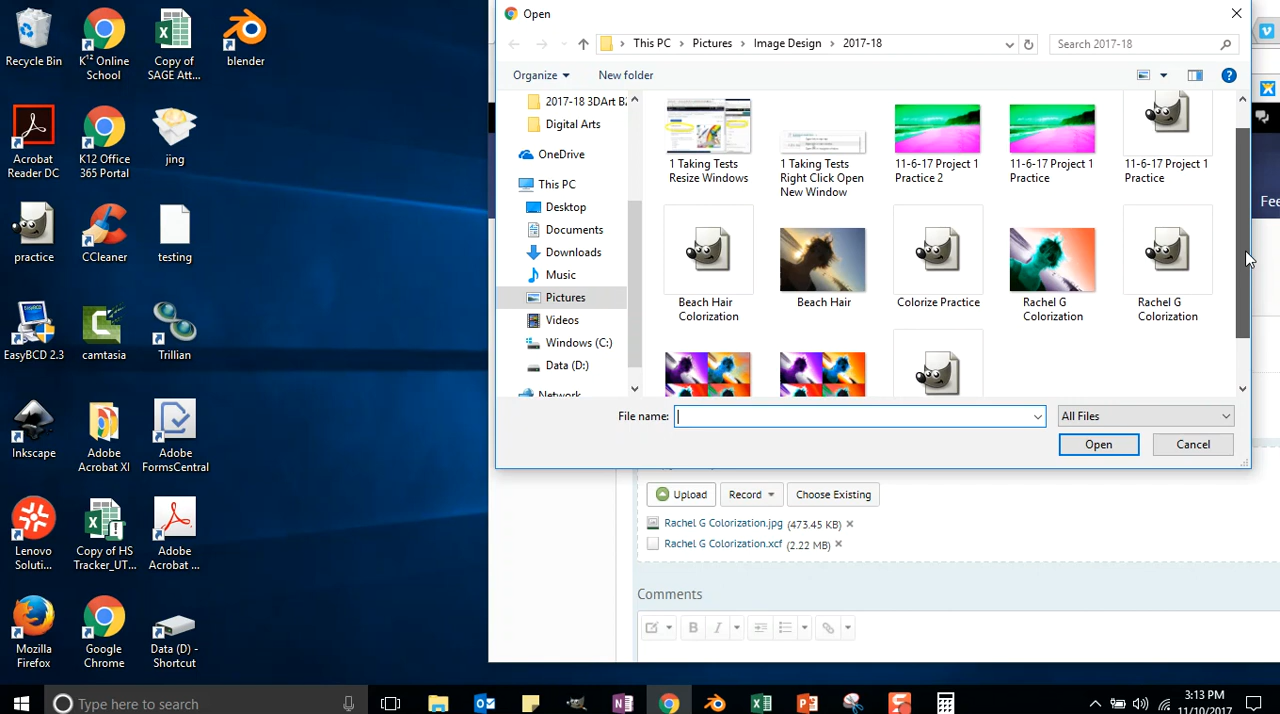 Recycle Bin
K¹² Online School
Copy of SAGE Att...
blender
Acrobat Reader DC
K12 Office 365 Portal
jing
practice
CCleaner
testing
EasyBCD 2.3
camtasia
Trillian
Inkscape
Adobe Acrobat XI
Adobe FormsCentral
Lenovo Soluti...
Copy of HS Tracker_UT...
Adobe Acrobat ...
Mozilla Firefox
Google Chrome
Data (D) - Shortcut
Open
This PC > Pictures > Image Design > 2017-18
Search 2017-18
Organize
New folder
2017-18 3DArt B
Digital Arts
OneDrive
This PC
Desktop
Documents
Downloads
Music
Pictures
Videos
Windows (C:)
Data (D:)
Network
1 Taking Tests Resize Windows
1 Taking Tests Right Click Open New Window
11-6-17 Project 1 Practice 2
11-6-17 Project 1 Practice
11-6-17 Project 1 Practice
Beach Hair Colorization
Beach Hair
Colorize Practice
Rachel G Colorization
Rachel G Colorization
File name:
All Files
Open
Cancel
Fee
Upload
Record
Choose Existing
Rachel G Colorization.jpg (473.45 KB)
Rachel G Colorization.xcf (2.22 MB)
Comments
B I
Type here to search
3:13 PM
11/10/2017